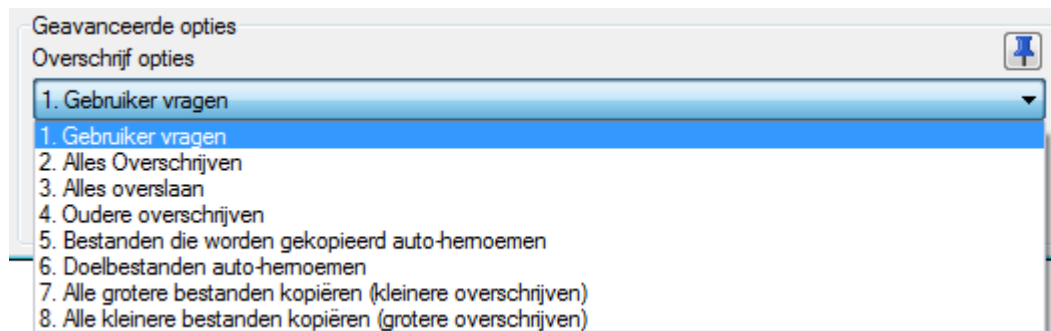 Geavanceerde opties
Overschrijf opties
1. Gebruiker vragen
1. Gebruiker vragen
2. Alles Overschrijven
3. Alles overslaan
4. Oudere overschrijven
5. Bestanden die worden gekopieerd auto-hernoemen
6. Doelbestanden auto-hernoemen
7. Alle grotere bestanden kopiëren (kleinere overschrijven)
8. Alle kleinere bestanden kopiëren (grotere overschrijven)